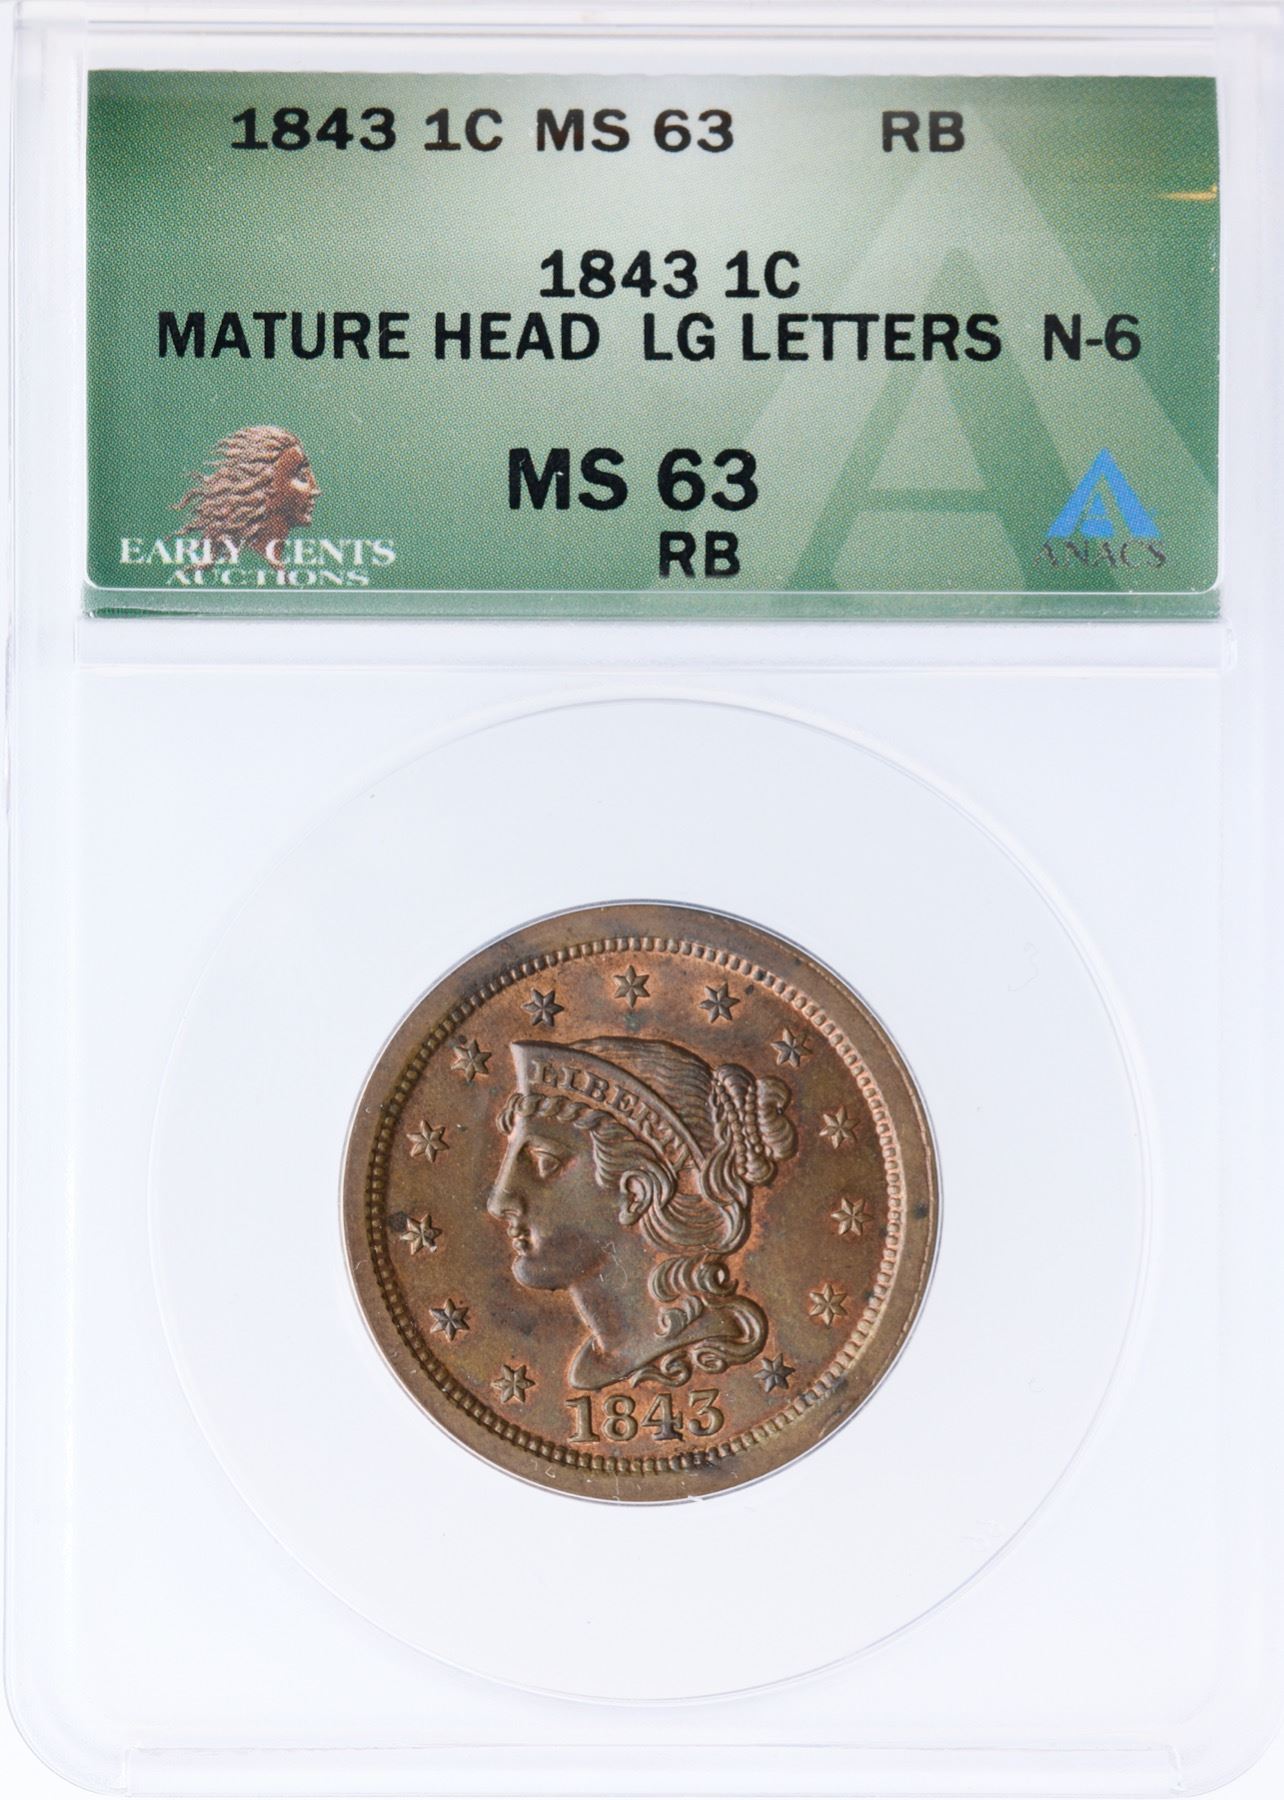 1843 1C MS 63 RB
1843 1C
MATURE HEAD LG LETTERS N-6
MS 63
RB
EARLY CENTS
AUCTIONS
ANACS
LIBERTY
1843